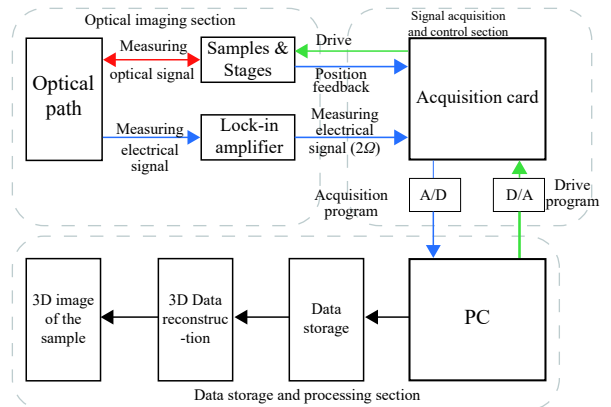 Optical imaging section
Signal acquisition
and control section
Optical
path
Measuring
optical signal
Samples &
Stages
Drive
Position
feedback
Acquisition card
Measuring
electrical
signal
Lock-in
amplifier
Measuring
electrical
signal (2Ω)
Acquisition
program
A/D
D/A
Drive
program
3D image
of the
sample
3D Data
reconstruc
-tion
Data
storage
PC
Data storage and processing section